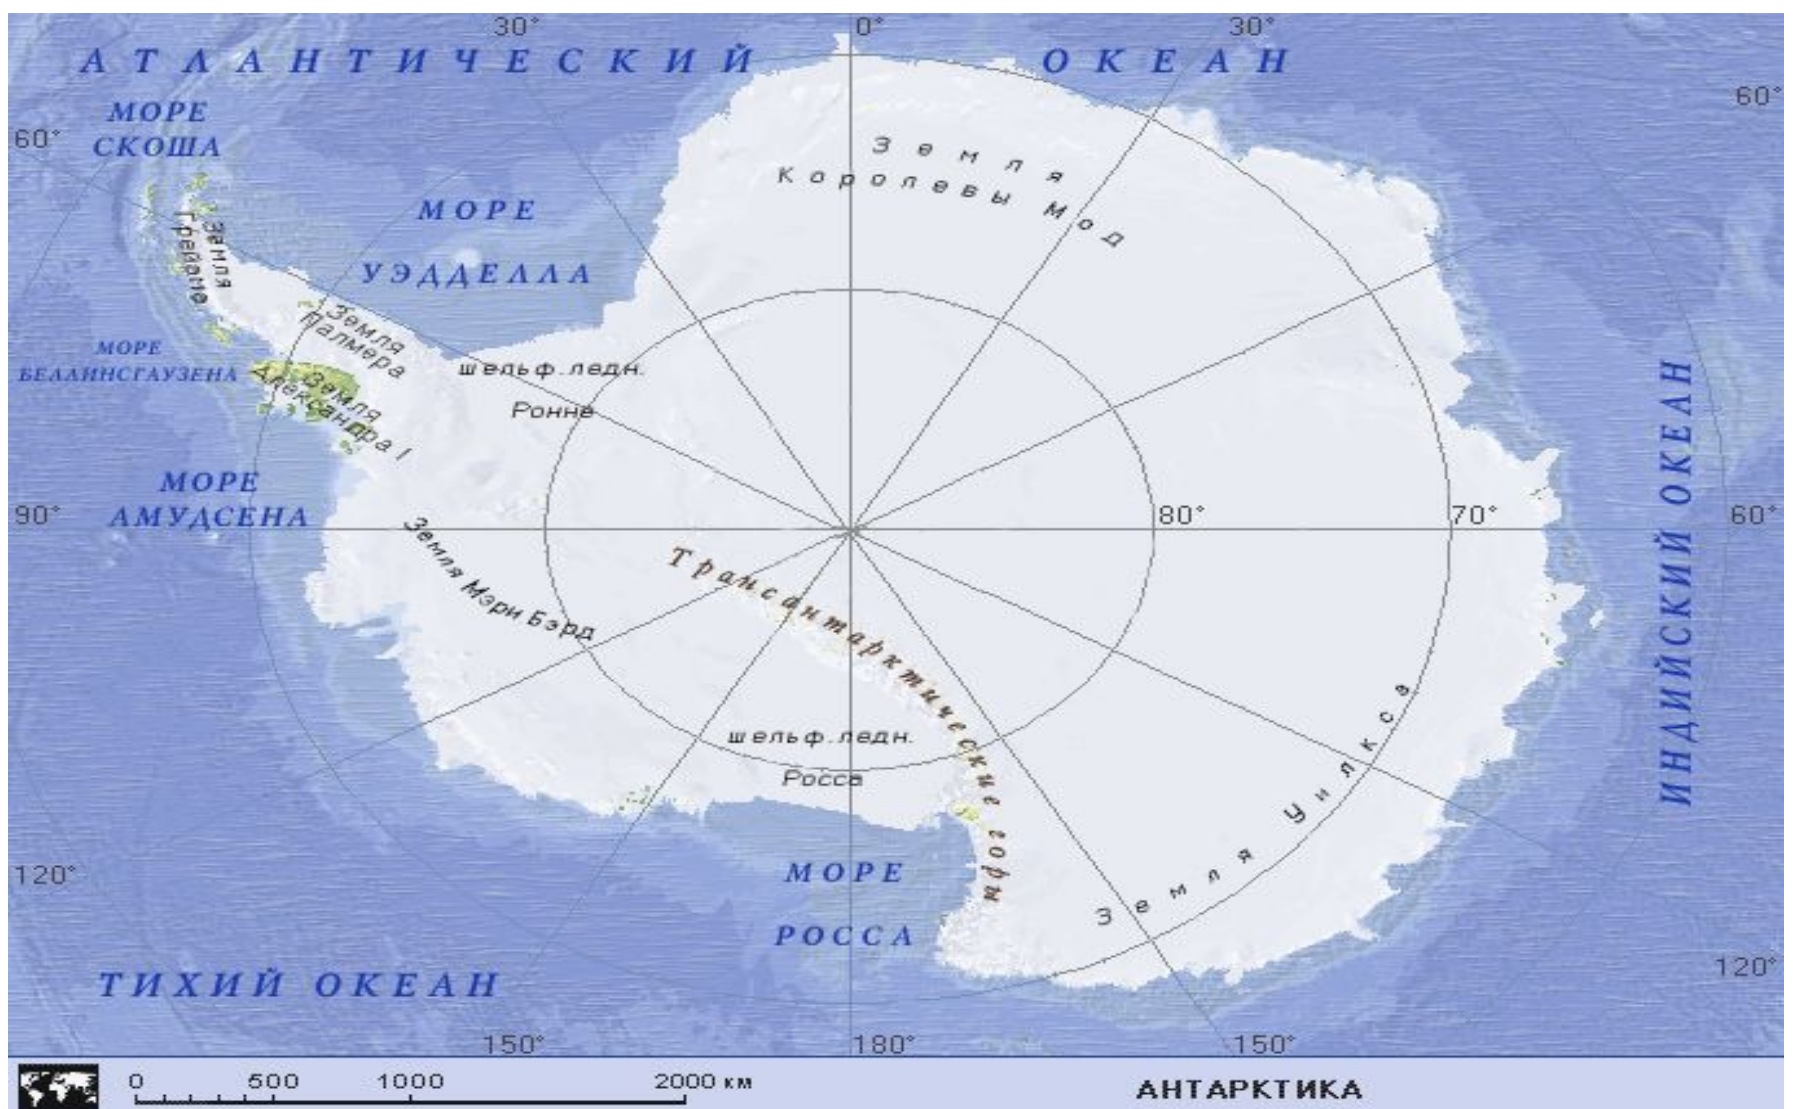 30° 0° 30°
АТЛАНТИЧЕСКИЙ ОКЕАН
60°
МОРЕ
СКОША
60°
Земля
Королевы Мод
МОРЕ
УЭДДЕЛЛА
Земля
Грейама
Земля
Палмера
МОРЕ
БЕЛЛИНСГАУЗЕНА
Земля
Александра I
шельф. ледн.
Ронне
МОРЕ
АМУДСЕНА
90°
80° 70° 60°
ИНДИЙСКИЙ ОКЕАН
Земля Мэри Бэрд
Трансантарктические горы
шельф. ледн.
Росса
Земля Уилкса
МОРЕ
РОССА
120°
120°
ТИХИЙ ОКЕАН
150° 180° 150°
0 500 1000 2000 км
АНТАРКТИКА